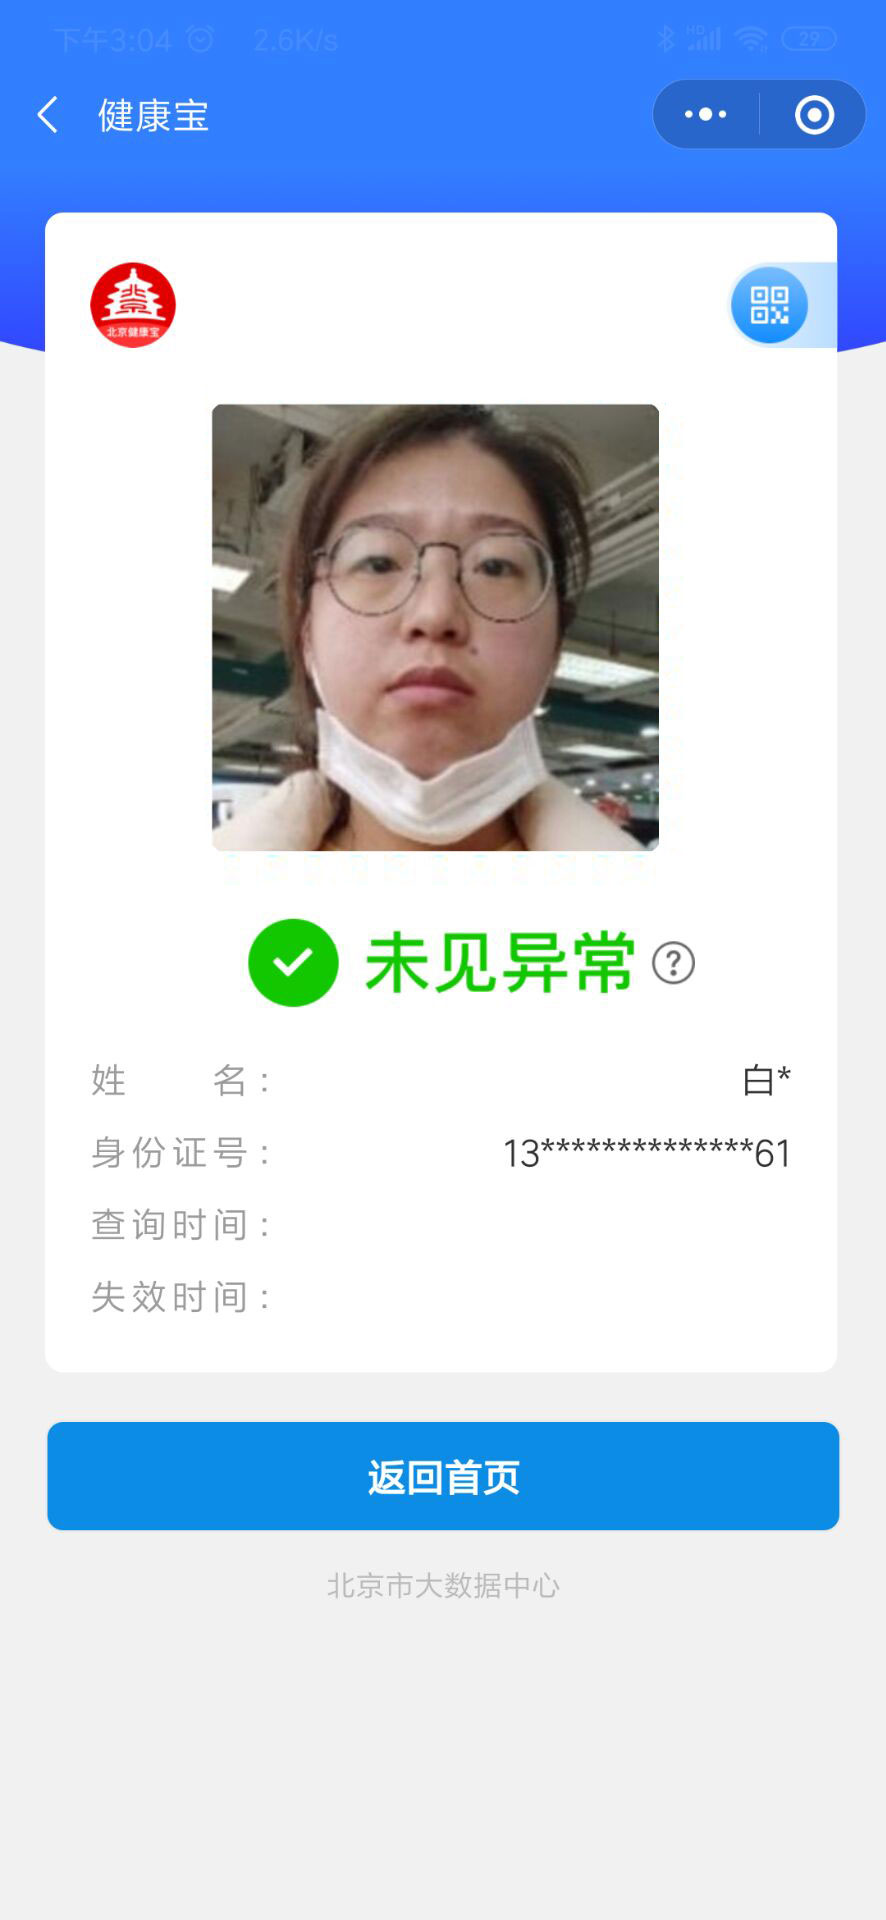 下午3:04 2.6K/s HD 29
健康宝
北京健康宝
未见异常 ?
姓名： 白*
身份证号： 13**************61
查询时间：
失效时间：
返回首页
北京市大数据中心